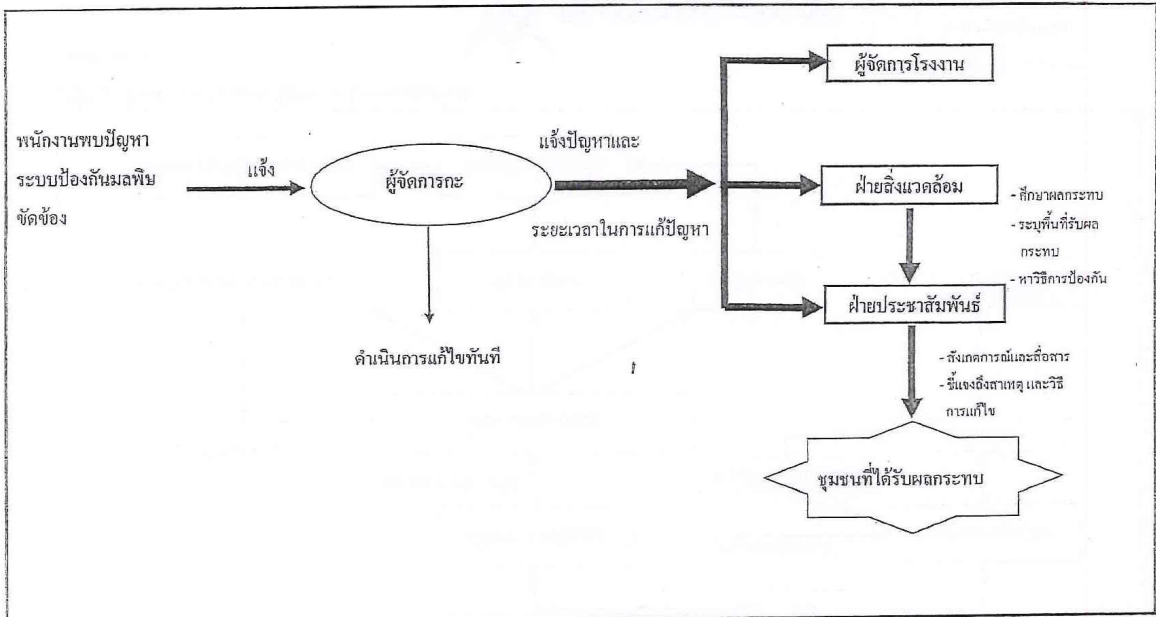 พนักงานพบปัญหา
ระบบป้องกันมลพิษ
ขัดข้อง
แจ้ง
ผู้จัดการกะ
ดำเนินการแก้ไขทันที
แจ้งปัญหาและ
ระยะเวลาในการแก้ปัญหา
ผู้จัดการโรงงาน
ฝ่ายสิ่งแวดล้อม
- ศึกษาผลกระทบ
- ระบุพื้นที่รับผล
กระทบ
- หาวิธีการป้องกัน
ฝ่ายประชาสัมพันธ์
- สังเกตการณ์และสื่อสาร
- ชี้แจงถึงสาเหตุ และวิธี
การแก้ไข
ชุมชนที่ได้รับผลกระทบ